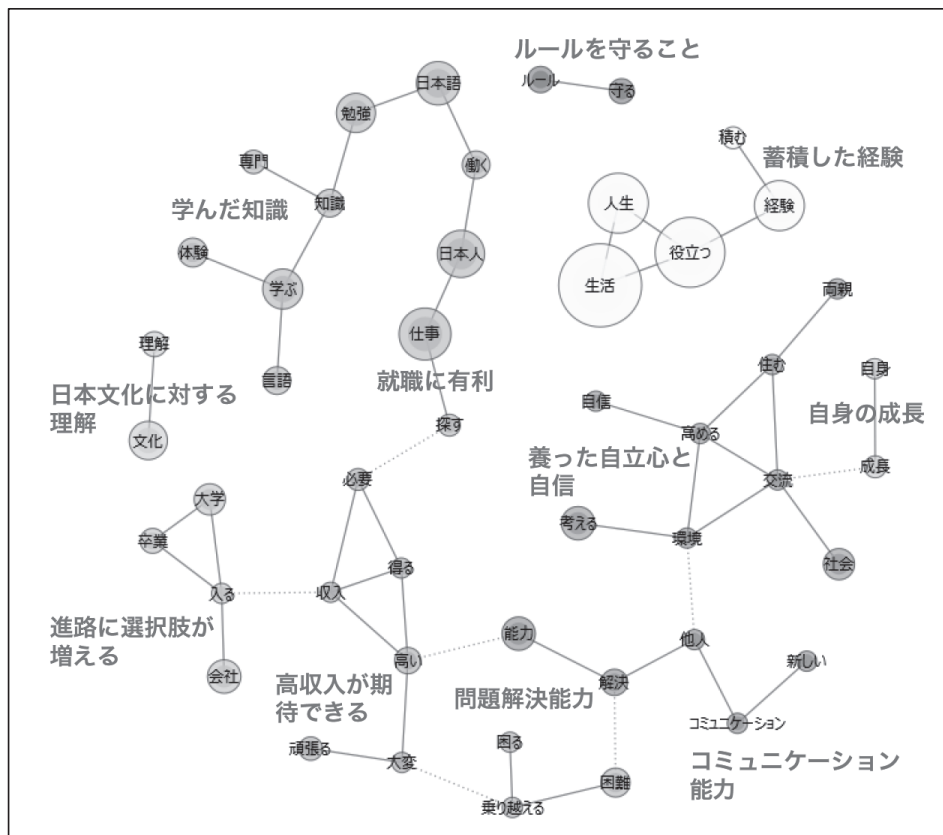 ルールを守ること
ルール
守る
日本語
勉強
積む
蓄積した経験
専門
働く
知識
学んだ知識
人生
経験
体験
日本人
役立つ
学ぶ
生活
両親
仕事
理解
言語
就職に有利
住む
自身
日本文化に対する
理解
自信
自身の成長
探す
高める
文化
養った自立心と
自信
成長
必要
交流
大学
考える
環境
卒業
得る
社会
入る
収入
進路に選択肢が
増える
能力
他人
高い
新しい
会社
高収入が期
待できる
問題解決能力
解決
コミュニケーション
頑張る
困る
大変
コミュニケーション
能力
困難
乗り越える